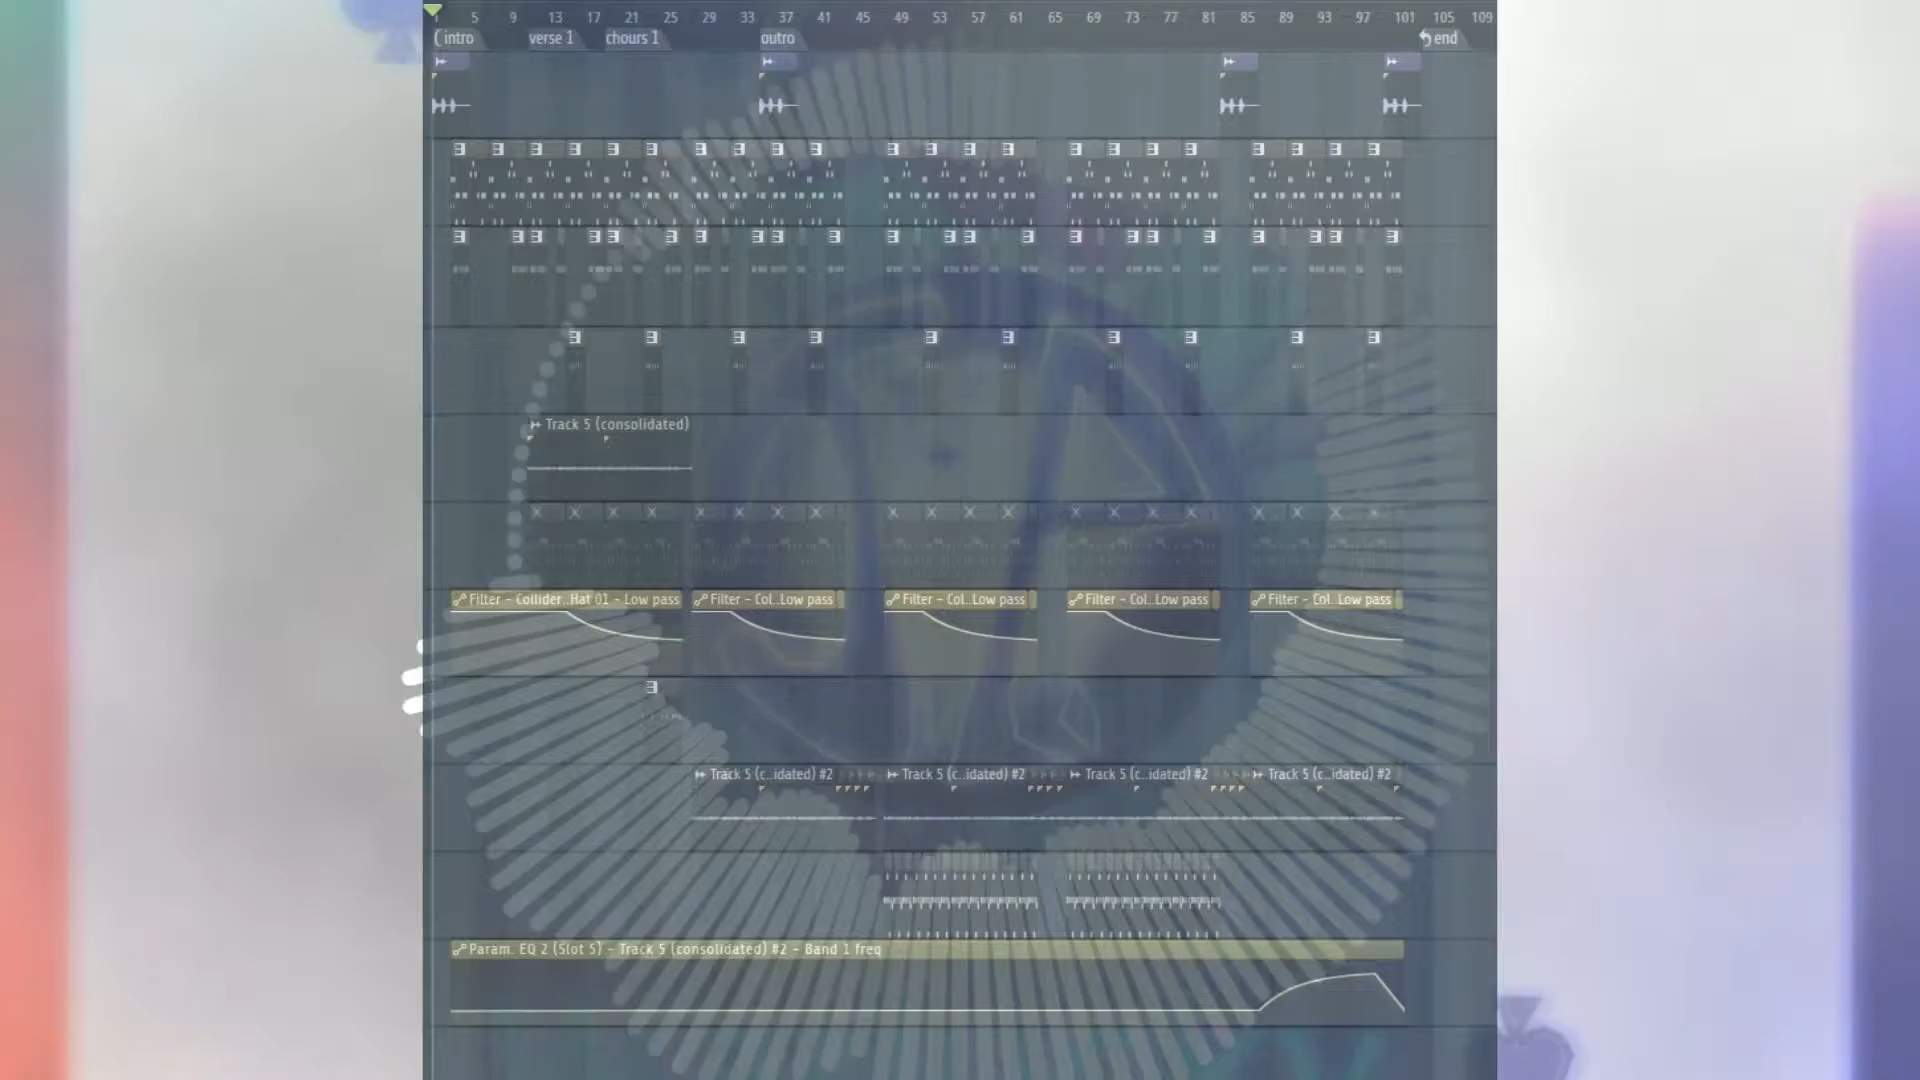 1 5 9 13 17 21 25 29 33 37 41 45 49 53 57 61 65 69 73 77 81 85 89 93 97 101 105 109
intro verse 1 chours 1 outro end
Track 5 (consolidated)
Filter - Collider..Hat 01 - Low pass Filter - Col..Low pass Filter - Col..Low pass Filter - Col..Low pass Filter - Col..Low pass
Track 5 (c..idated) #2 Track 5 (c..idated) #2 Track 5 (c..idated) #2 Track 5 (c..idated) #2
Param. EQ 2 (Slot 5) - Track 5 (consolidated) #2 - Band 1 freq